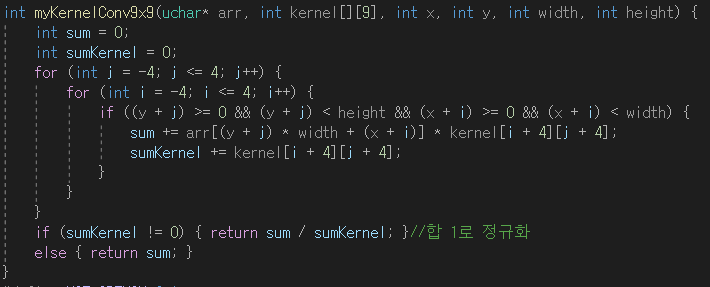 int myKernelConv9x9(uchar* arr, int kernel[][9], int x, int y, int width, int height) {
int sum = 0;
int sumKernel = 0;
for (int j = -4; j <= 4; j++) {
for (int i = -4; i <= 4; i++) {
if ((y + j) >= 0 && (y + j) < height && (x + i) >= 0 && (x + i) < width) {
sum += arr[(y + j) * width + (x + i)] * kernel[i + 4][j + 4];
sumKernel += kernel[i + 4][j + 4];
}
}
}
if (sumKernel != 0) { return sum / sumKernel; }//합 1로 정규화
else { return sum; }
}